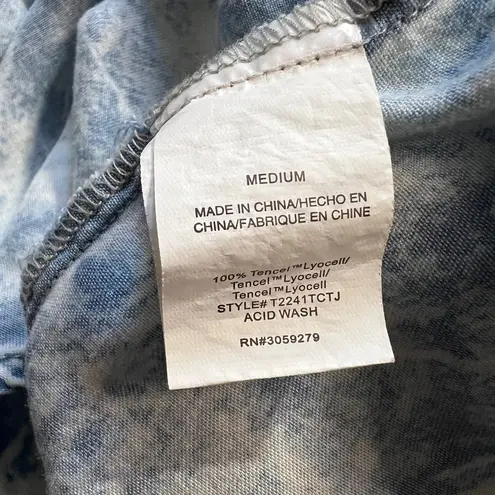 MEDIUM
MADE IN CHINA/HECHO EN
CHINA/FABRIQUE EN CHINE
100% Tencel™Lyocell/
Tencel™Lyocell/
Tencel™Lyocell
STYLE# T2241TCTJ
ACID WASH
RN#3059279